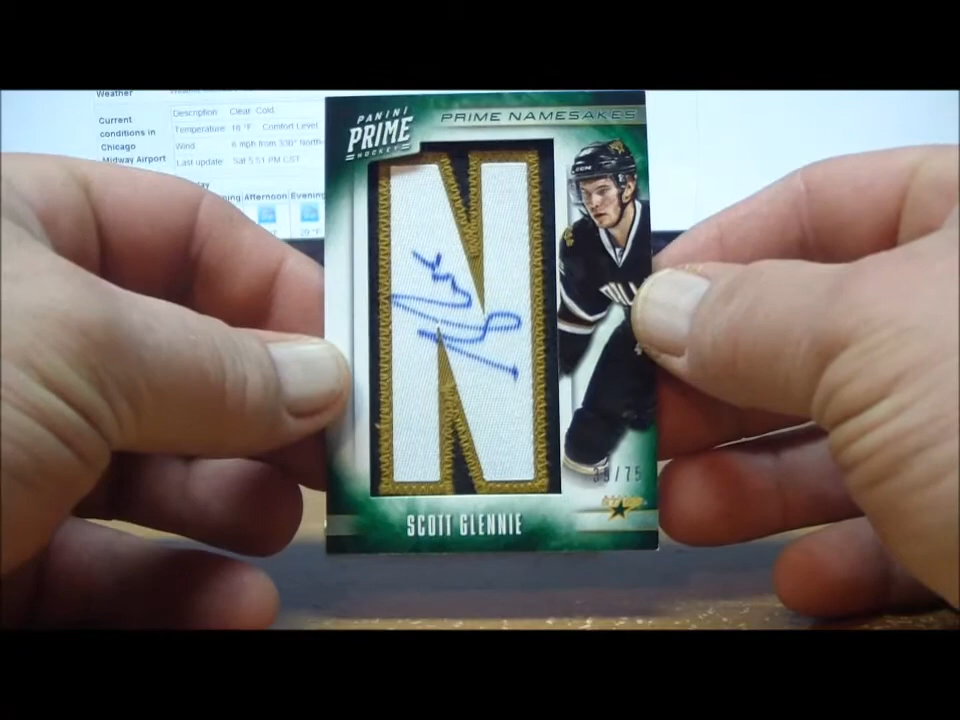 Weather
Current
conditions in
Chicago
Midway Airport
Description Clear. Cold.
Temperature 18 °F Comfort Level
Wind 6 mph from 330° North
Last update Sat 5:51 PM CST
Afternoon Evening
PANINI
PRIME
HOCKEY
PRIME NAMESAKES
N
/75
SCOTT GLENNIE